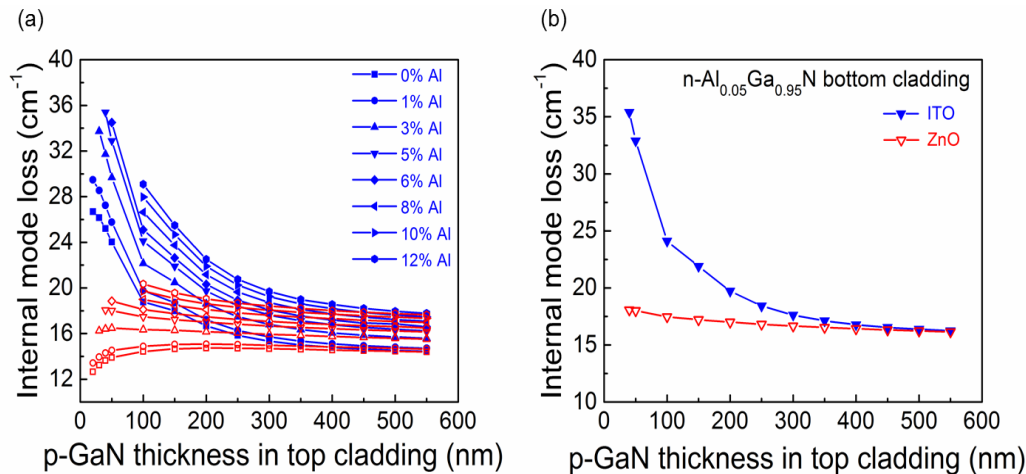 (a)
Internal mode loss (cm⁻¹)
40
36
32
28
24
20
16
12
0% Al
1% Al
3% Al
5% Al
6% Al
8% Al
10% Al
12% Al
0 100 200 300 400 500 600
p-GaN thickness in top cladding (nm)
(b)
Internal mode loss (cm⁻¹)
40
35
30
25
20
15
10
n-Al₀.₀₅Ga₀.₉₅N bottom cladding
ITO
ZnO
0 100 200 300 400 500 600
p-GaN thickness in top cladding (nm)